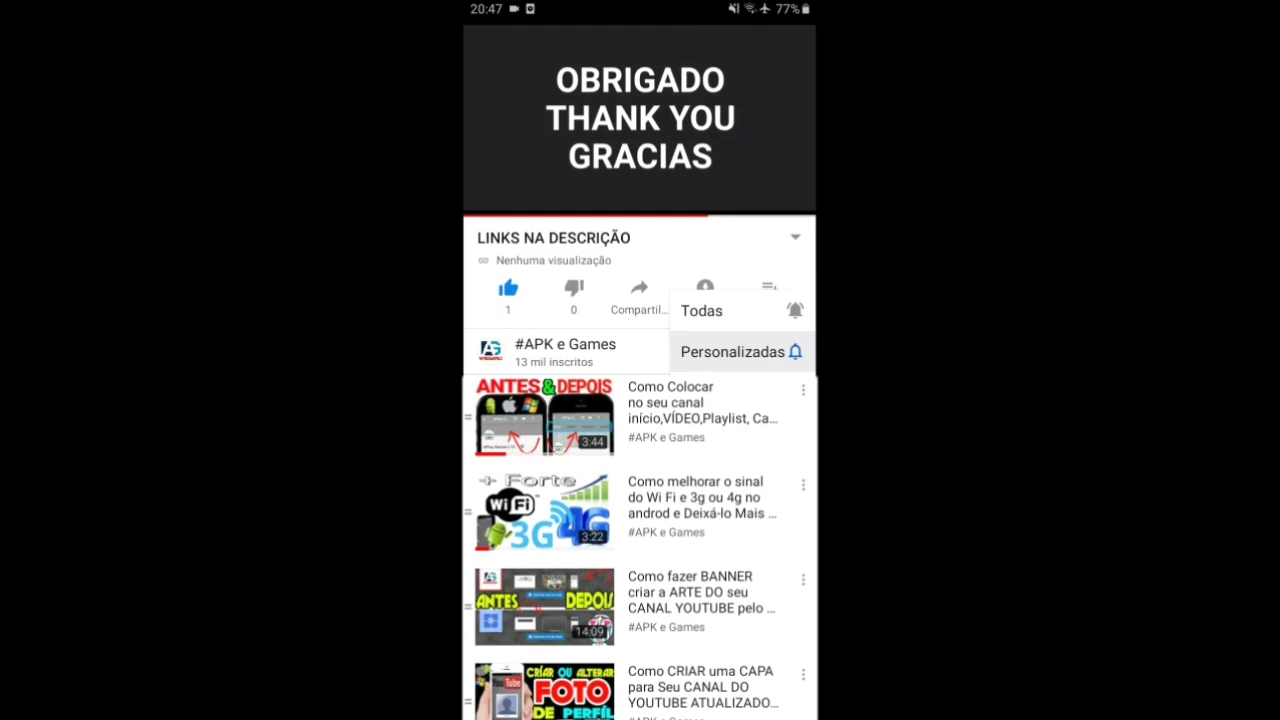 20:47
77%
OBRIGADO
THANK YOU
GRACIAS
LINKS NA DESCRIÇÃO
Nenhuma visualização
1
0
Compartil...
Todas
Personalizadas
#APK e Games
13 mil inscritos
ANTES & DEPOIS
3:44
Como Colocar
no seu canal
início,VÍDEO,Playlist, Ca...
#APK e Games
+ Forte
Wi Fi
3G 4G
3:22
Como melhorar o sinal
do Wi Fi e 3g ou 4g no
androd e Deixá-lo Mais ...
#APK e Games
ANTES DEPOIS
14:09
Como fazer BANNER
criar a ARTE DO seu
CANAL YOUTUBE pelo ...
#APK e Games
CRIAR OU ALTERAR
YouTube
FOTO
DE PERFÍL
Como CRIAR uma CAPA
para Seu CANAL DO
YOUTUBE ATUALIZADO...